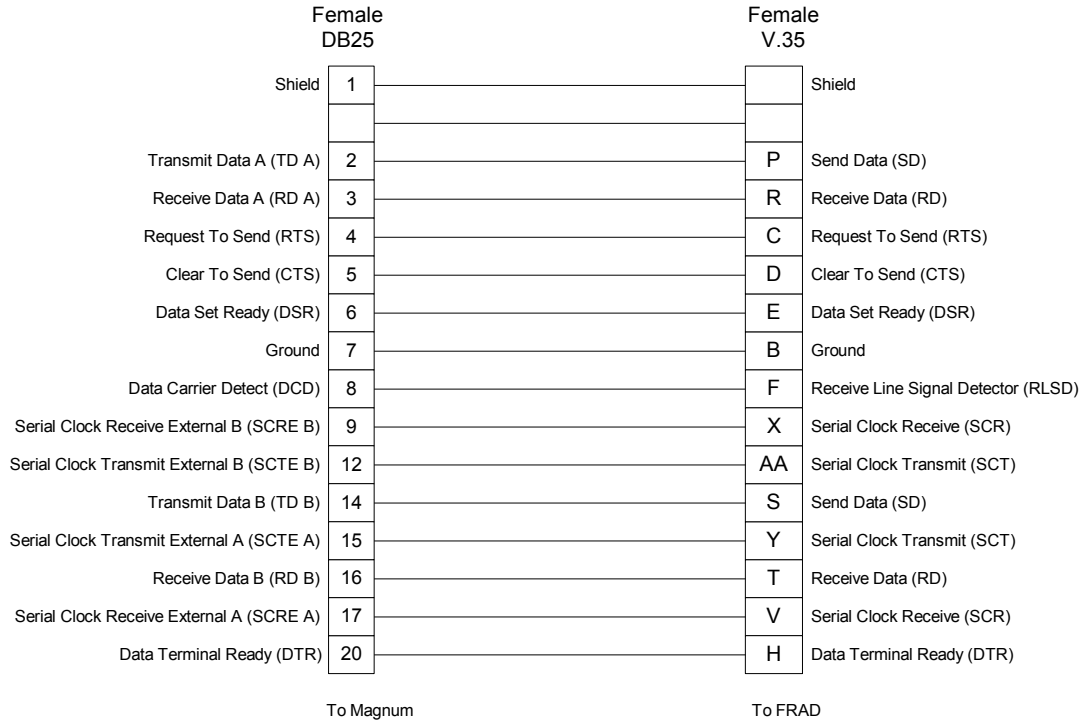 Female Female
DB25 V.35
Shield 1 Shield
Transmit Data A (TD A) 2 P Send Data (SD)
Receive Data A (RD A) 3 R Receive Data (RD)
Request To Send (RTS) 4 C Request To Send (RTS)
Clear To Send (CTS) 5 D Clear To Send (CTS)
Data Set Ready (DSR) 6 E Data Set Ready (DSR)
Ground 7 B Ground
Data Carrier Detect (DCD) 8 F Receive Line Signal Detector (RLSD)
Serial Clock Receive External B (SCRE B) 9 X Serial Clock Receive (SCR)
Serial Clock Transmit External B (SCTE B) 12 AA Serial Clock Transmit (SCT)
Transmit Data B (TD B) 14 S Send Data (SD)
Serial Clock Transmit External A (SCTE A) 15 Y Serial Clock Transmit (SCT)
Receive Data B (RD B) 16 T Receive Data (RD)
Serial Clock Receive External A (SCRE A) 17 V Serial Clock Receive (SCR)
Data Terminal Ready (DTR) 20 H Data Terminal Ready (DTR)
To Magnum To FRAD